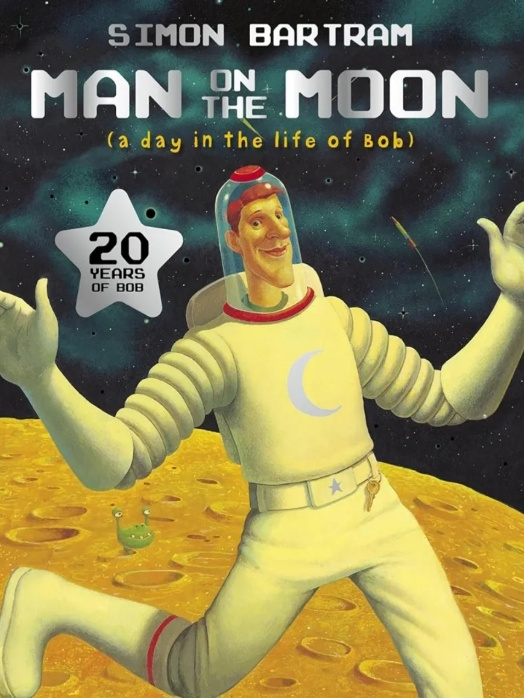 SIMON BARTRAM
MAN ON THE MOON
(a day in the life of Bob)
20
YEARS
OF BOB